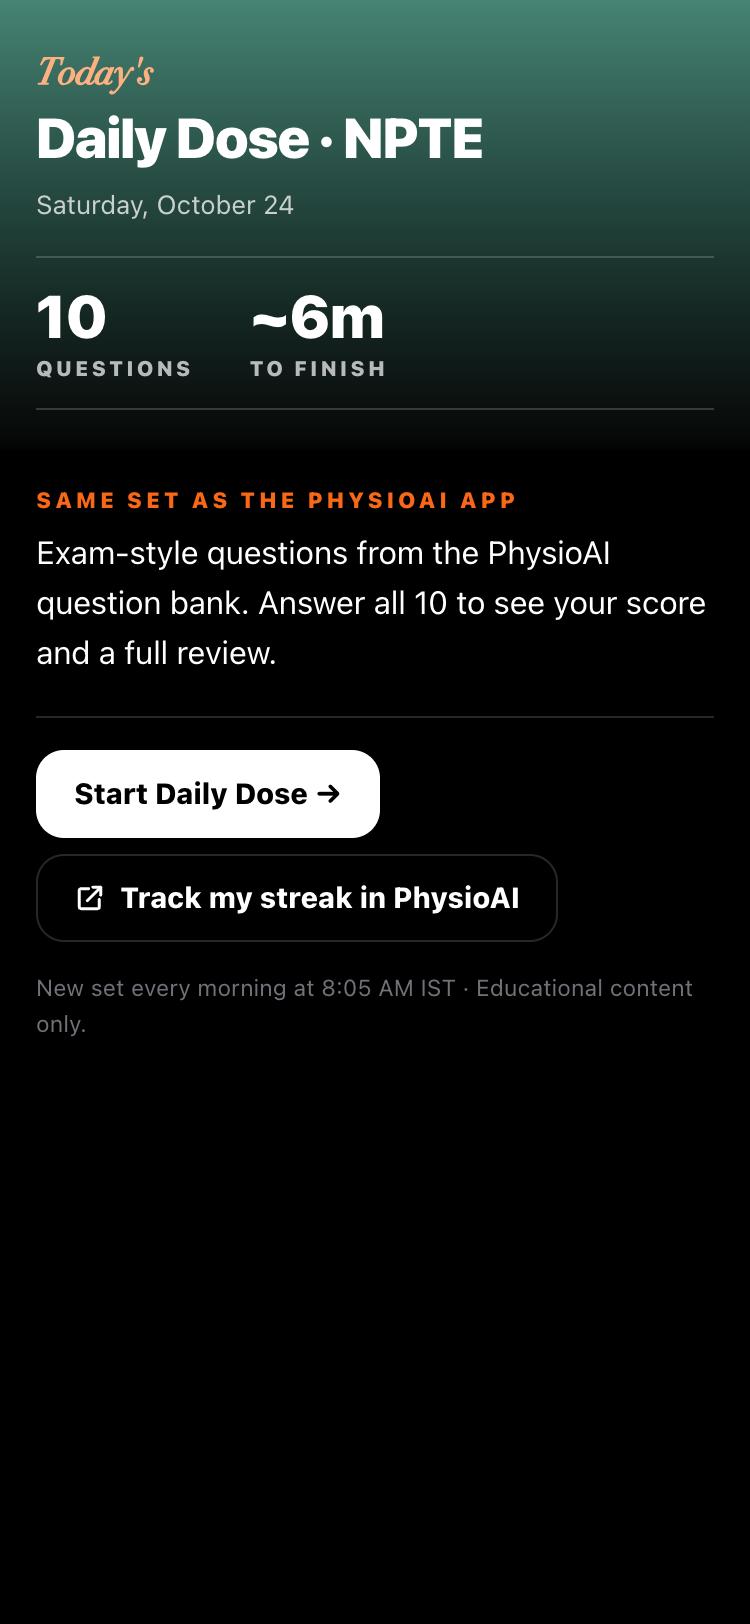 Today's
Daily Dose · NPTE
Saturday, October 24
10
QUESTIONS
~6m
TO FINISH
SAME SET AS THE PHYSIOAI APP
Exam-style questions from the PhysioAI
question bank. Answer all 10 to see your score
and a full review.
Start Daily Dose →
Track my streak in PhysioAI
New set every morning at 8:05 AM IST · Educational content
only.